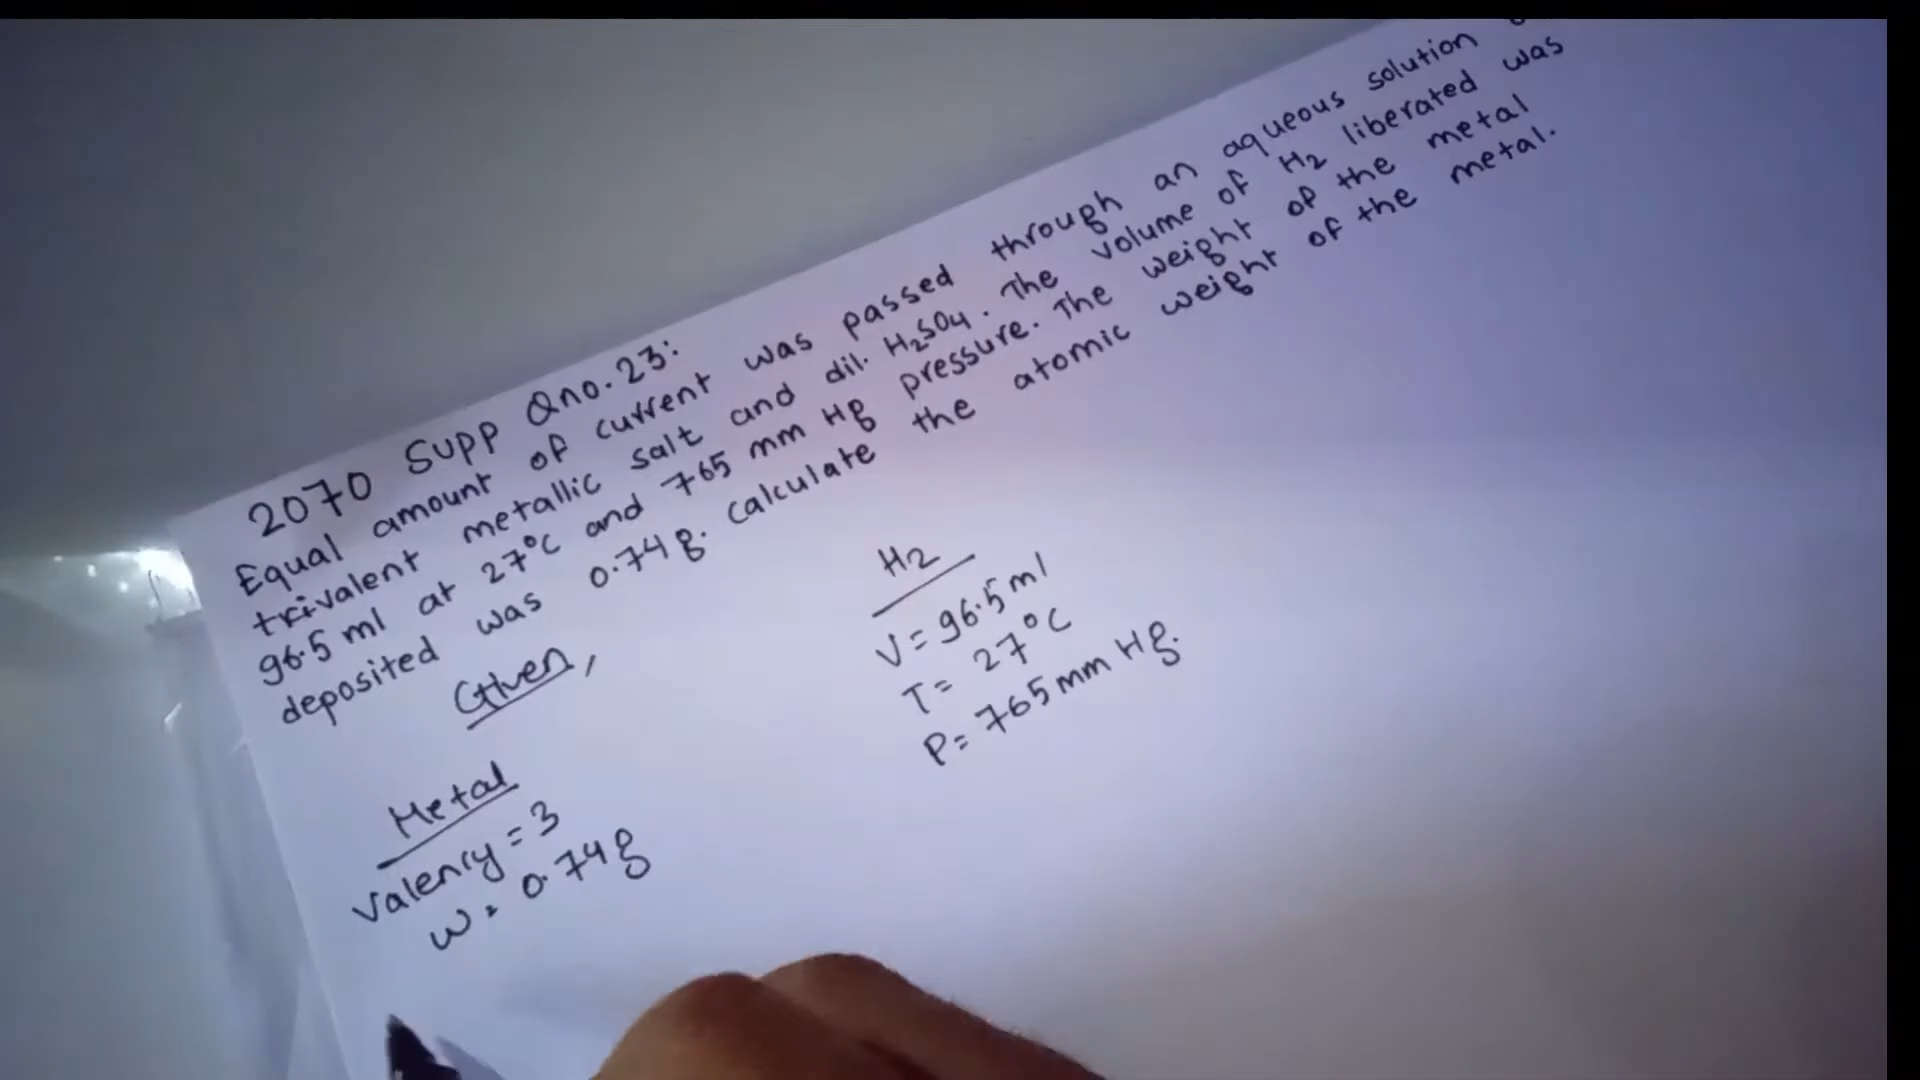 2070 Supp Qno.23:
Equal amount of current was passed through an aqueous solution
trivalent metallic salt and dil. H₂SO₄. The volume of H₂ liberated was
96.5 ml at 27°C and 765 mm Hg pressure. The weight of the metal
deposited was 0.74 g. Calculate the atomic weight of the metal.
Given,
Metal
Valency = 3
W = 0.74 g
H₂
V = 96.5 ml
T = 27°C
P = 765 mm Hg.